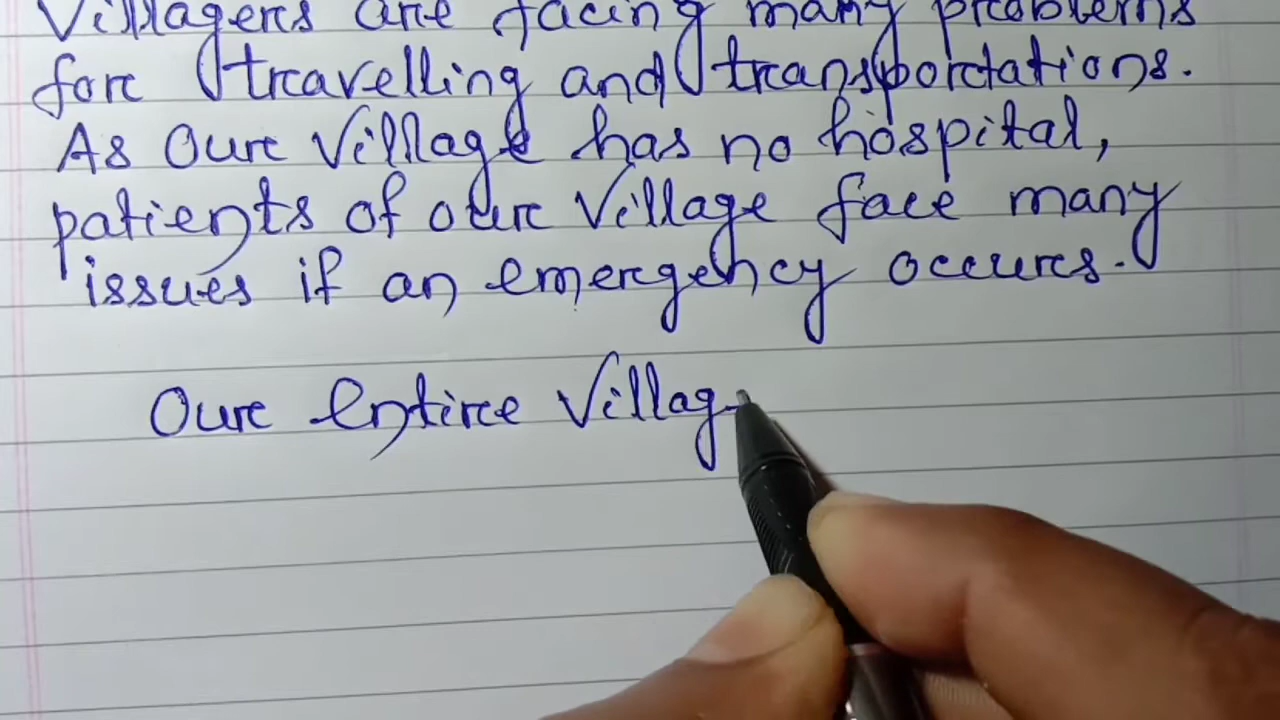 Villagers are facing many problems
for travelling and transportations.
As Our Village has no hospital,
patients of our Village face many
issues if an emergency occurs.
Our entire Villag